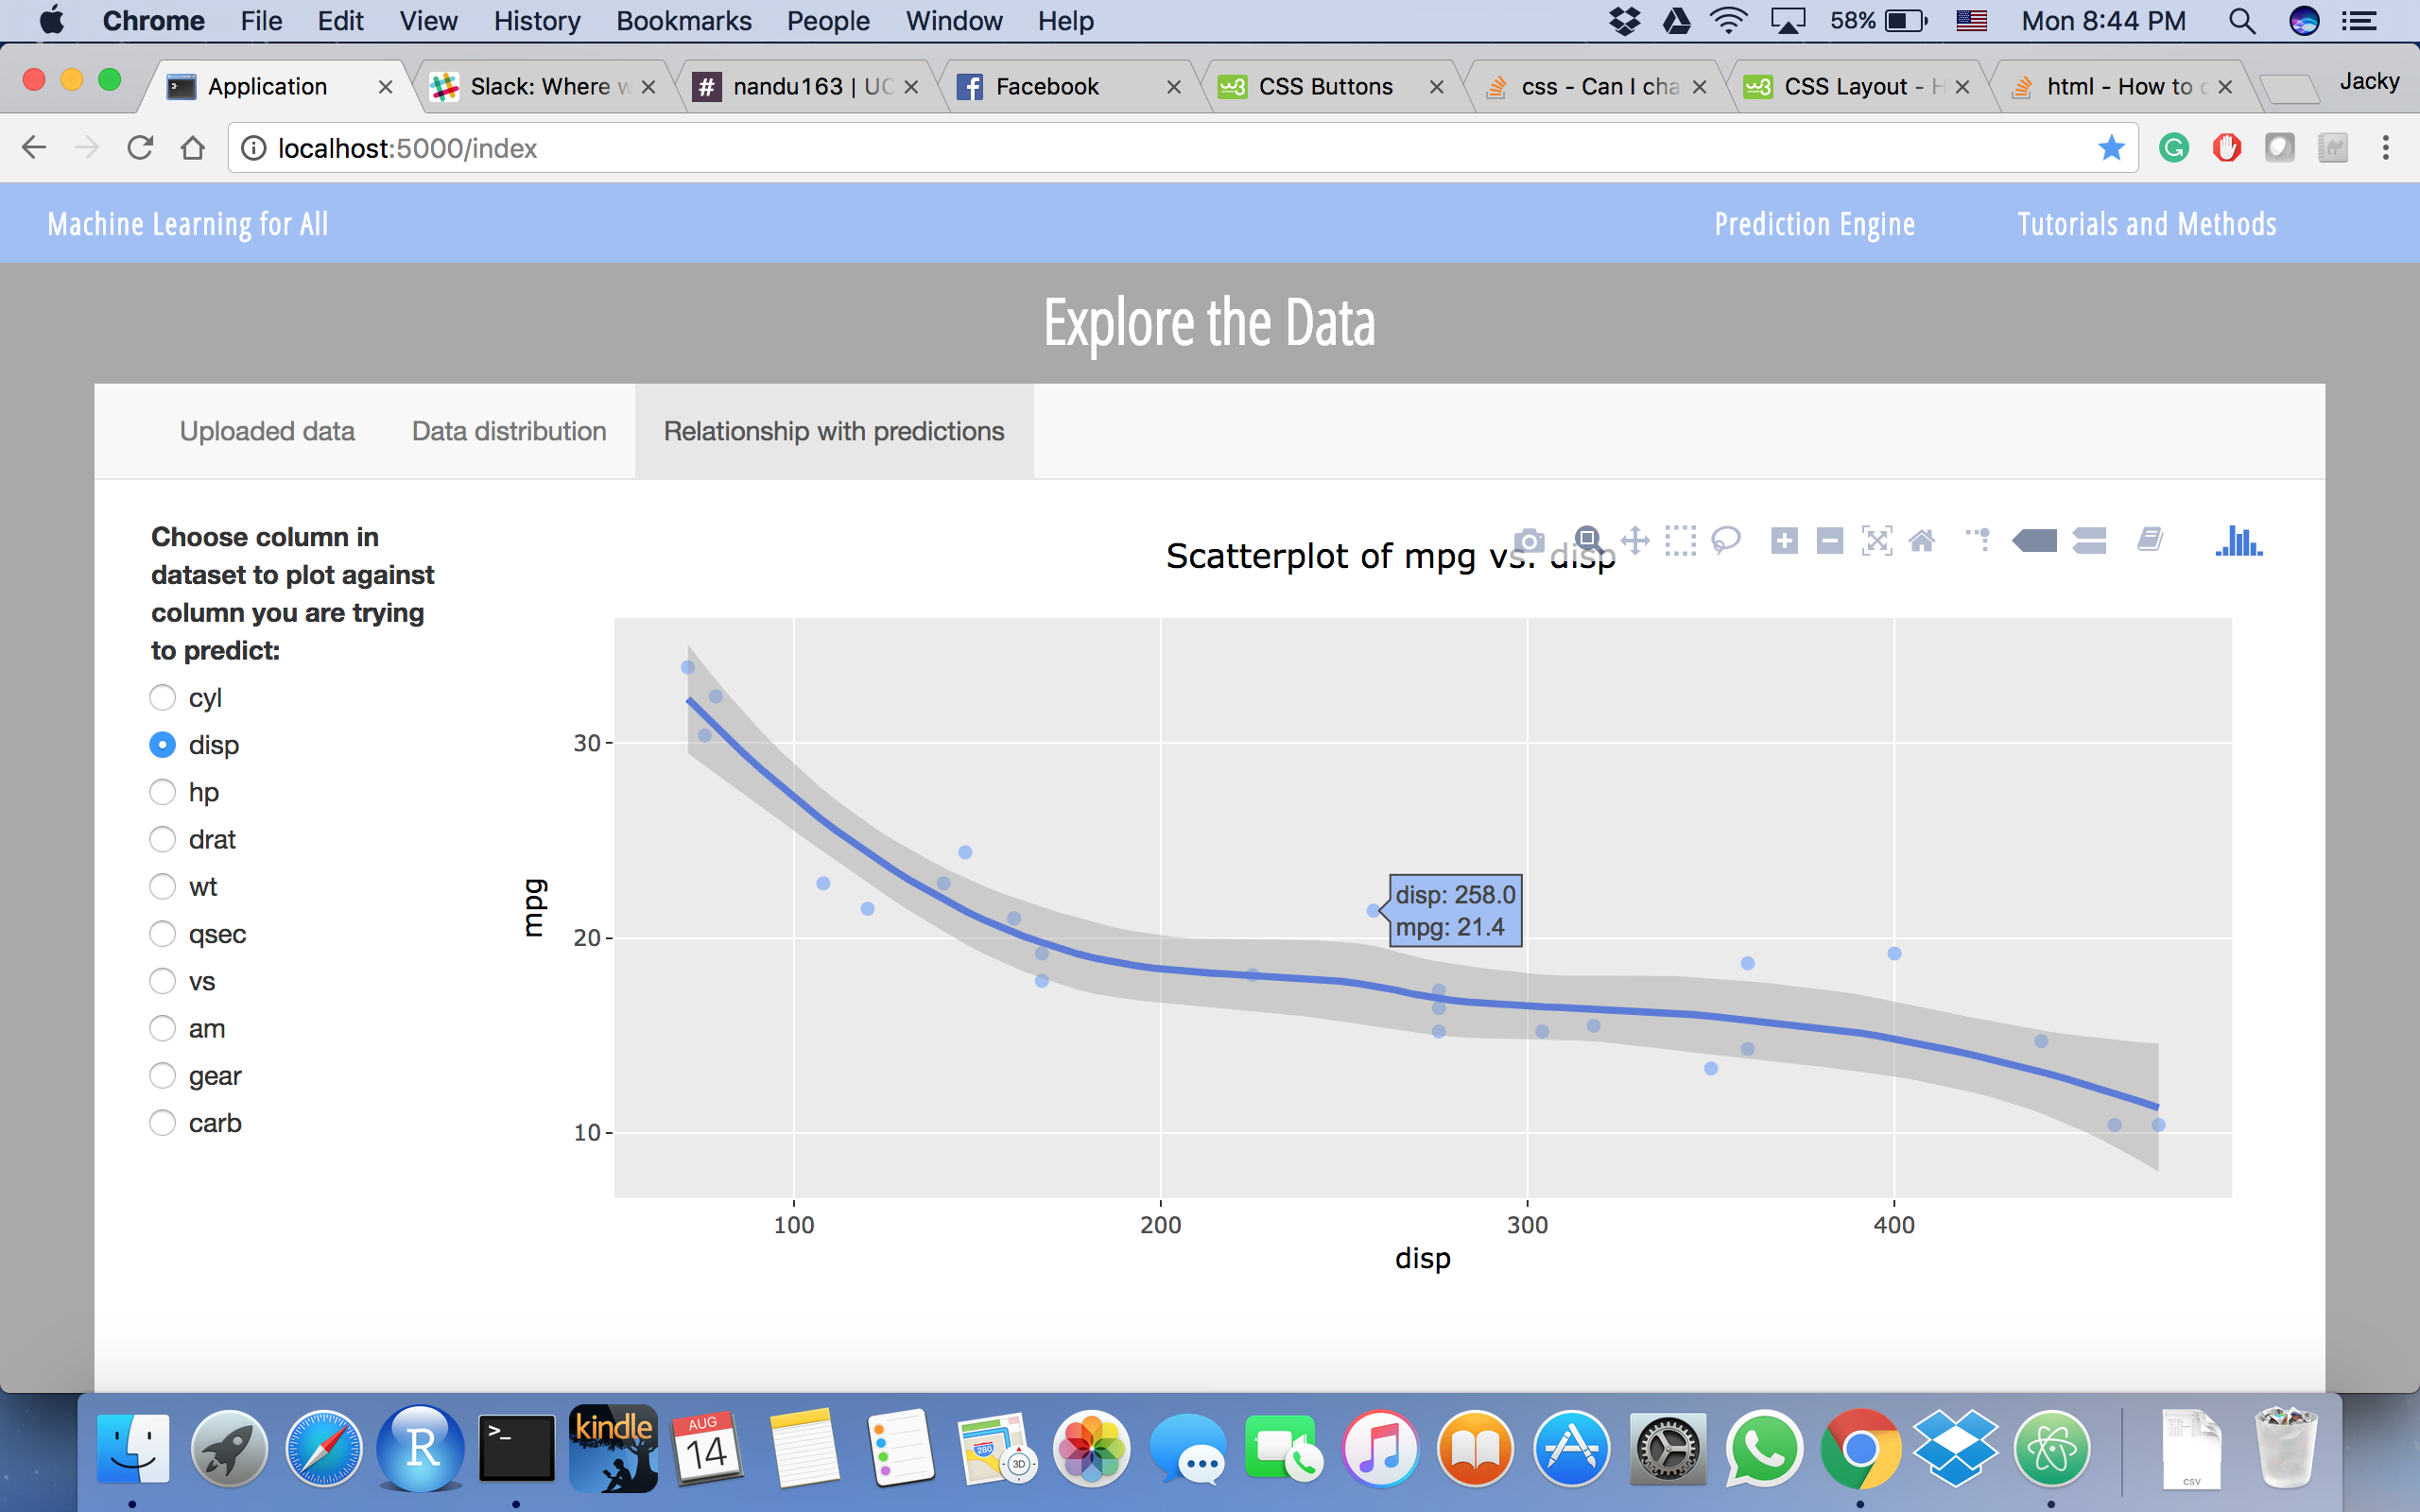 Chrome File Edit View History Bookmarks People Window Help 58% Mon 8:44 PM
Application Slack: Where w nandu163 | UC Facebook CSS Buttons css - Can I cha CSS Layout - H html - How to c Jacky
localhost:5000/index
Machine Learning for All Prediction Engine Tutorials and Methods
Explore the Data
Uploaded data Data distribution Relationship with predictions
Choose column in
dataset to plot against
column you are trying
to predict:
cyl
disp
hp
drat
wt
qsec
vs
am
gear
carb
Scatterplot of mpg vs. disp
mpg
30
20
10
disp: 258.0
mpg: 21.4
100 200 300 400
disp
R
>_
kindle
AUG
14
280
3D
CSV